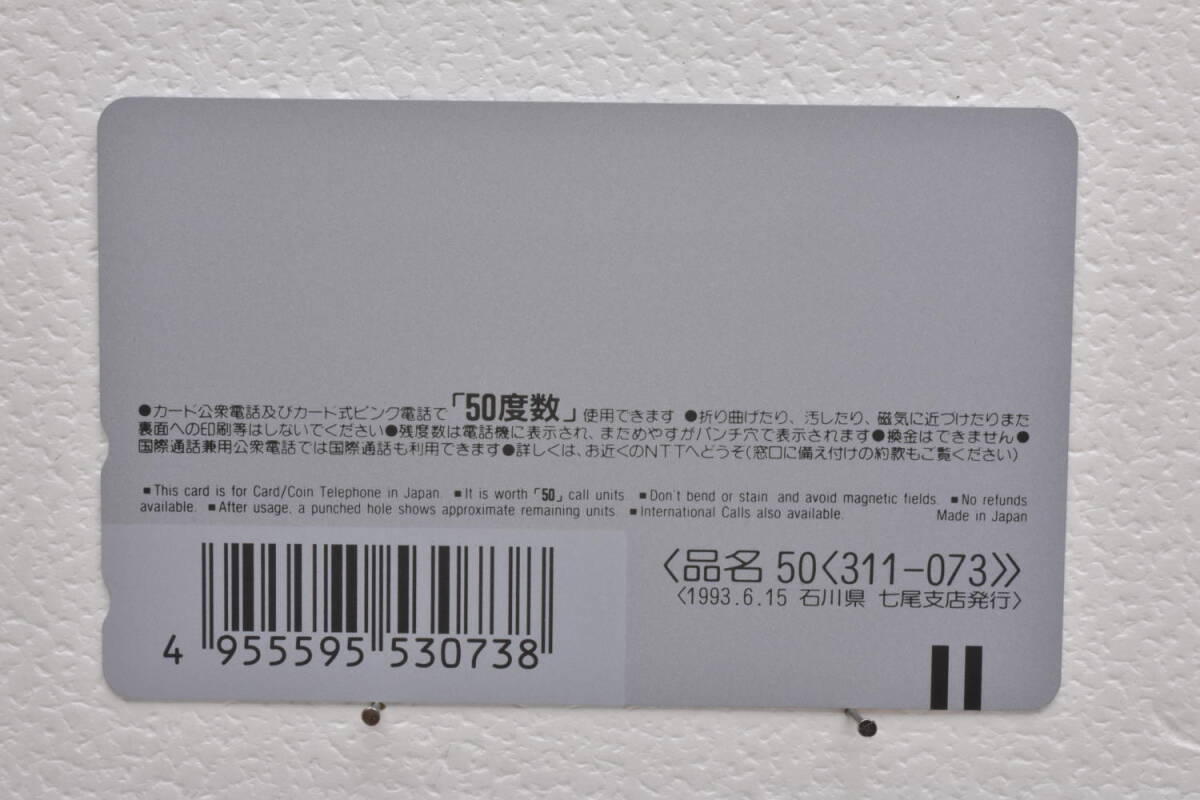 ●カード公衆電話及びカード式ピンク電話で「50度数」使用できます ●折り曲げたり、汚したり、磁気に近づけたりまた
裏面への印刷等はしないでください●残度数は電話機に表示され、まためやすがパンチ穴で表示されます●換金はできません●
国際通話兼用公衆電話では国際通話も利用できます●詳しくは、お近くのNTTへどうぞ(窓口に備え付けの約款もご覧ください)
■This card is for Card/Coin Telephone in Japan. ■It is worth「50」call units. ■Don't bend or stain and avoid magnetic fields. ■No refunds
available. ■After usage, a punched hole shows approximate remaining units. ■International Calls also available. Made in Japan
〈品名 50〈311-073〉〉
〈1993.6.15 石川県 七尾支店発行〉
4 955595 530738